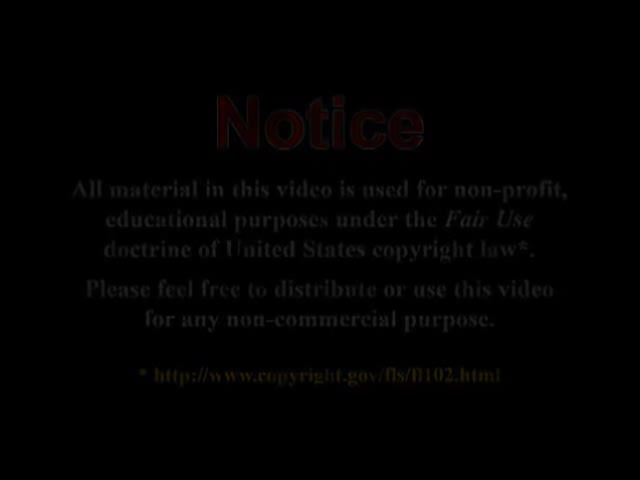 Notice
All material in this video is used for non-profit,
educational purposes under the Fair Use
doctrine of United States copyright law*.
Please feel free to distribute or use this video
for any non-commercial purpose.
* http://www.copyright.gov/fls/fl102.html